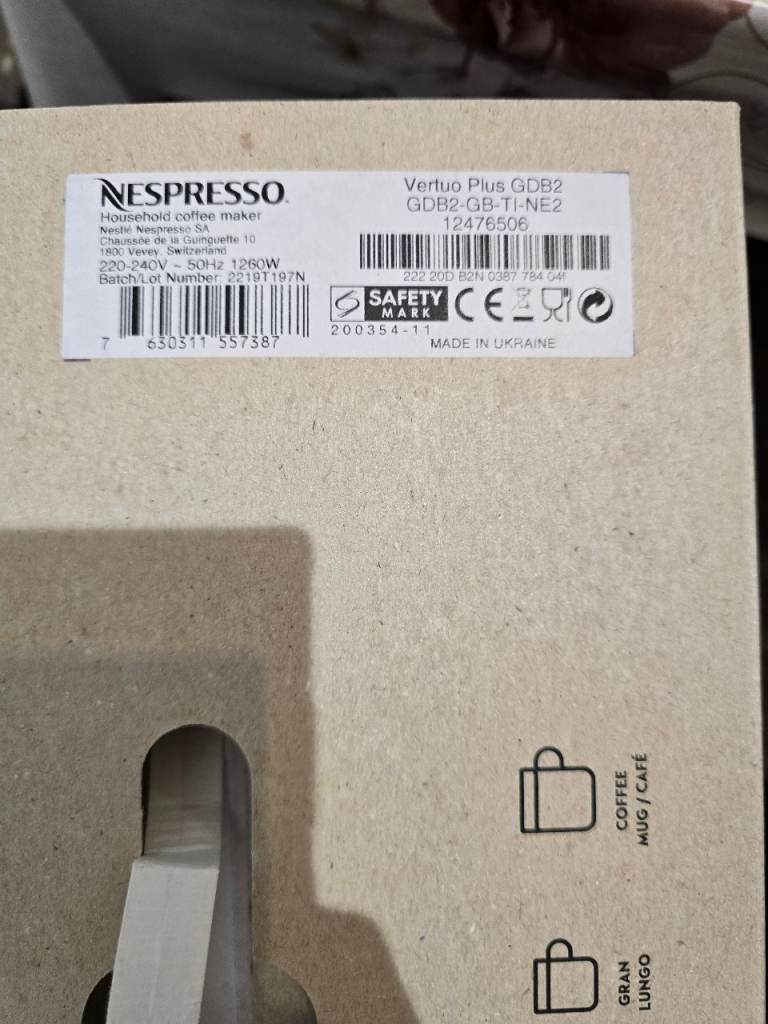 NESPRESSO.
Household coffee maker
Nestlé Nespresso SA
Chaussée de la Guinguette 10
1800 Vevey, Switzerland
220-240V ~ 50Hz 1260W
Batch/Lot Number: 2219T197N
7 630311 557387
Vertuo Plus GDB2
GDB2-GB-TI-NE2
12476506
222 20D B2N 0387 784 04f
SAFETY
MARK
CE
200354-11
MADE IN UKRAINE
COFFEE
MUG / CAFÉ
GRAN
LUNGO